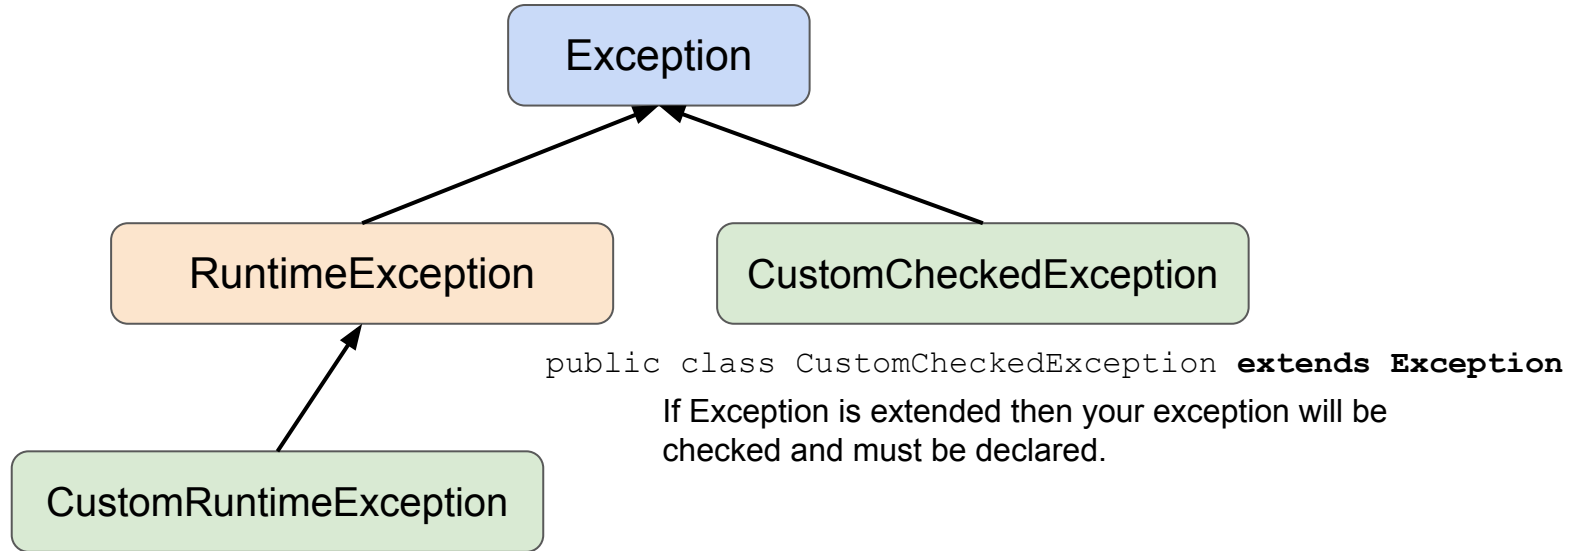 Exception
RuntimeException
CustomCheckedException
public class CustomCheckedException extends Exception
If Exception is extended then your exception will be
checked and must be declared.
CustomRuntimeException